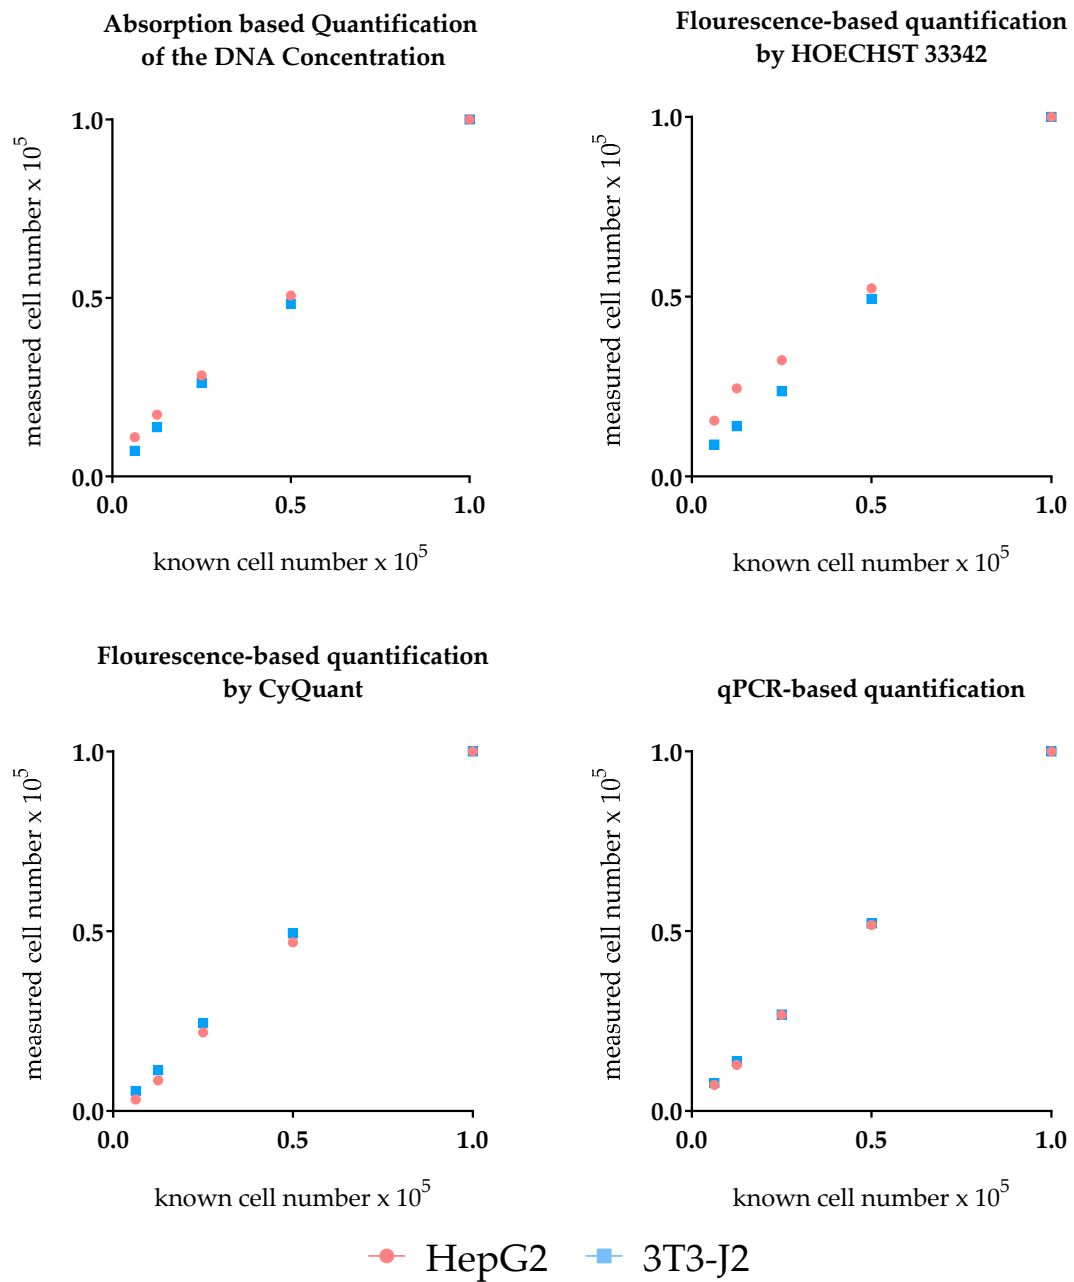 Absorption based Quantification
of the DNA Concentration
1.0
0.5
0.0
0.0 0.5 1.0
measured cell number x 10^5
known cell number x 10^5
Flourescence-based quantification
by HOECHST 33342
1.0
0.5
0.0
0.0 0.5 1.0
measured cell number x 10^5
known cell number x 10^5
Flourescence-based quantification
by CyQuant
1.0
0.5
0.0
0.0 0.5 1.0
measured cell number x 10^5
known cell number x 10^5
qPCR-based quantification
1.0
0.5
0.0
0.0 0.5 1.0
measured cell number x 10^5
known cell number x 10^5
HepG2 3T3-J2